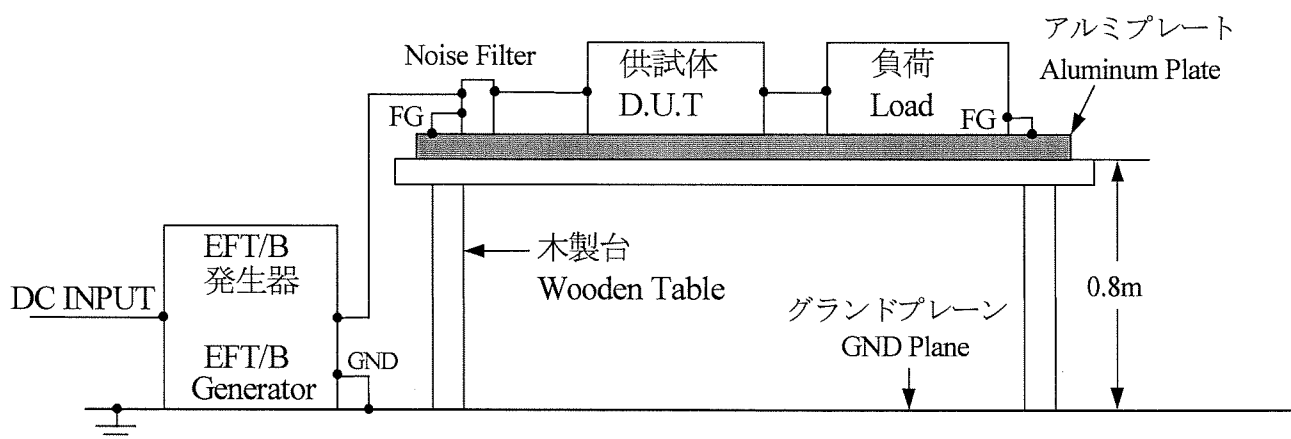 アルミプレート
Aluminum Plate
Noise Filter
供試体
D.U.T
負荷
Load
FG
FG
EFT/B
発生器
EFT/B
Generator
DC INPUT
GND
木製台
Wooden Table
グランドプレーン
GND Plane
0.8m